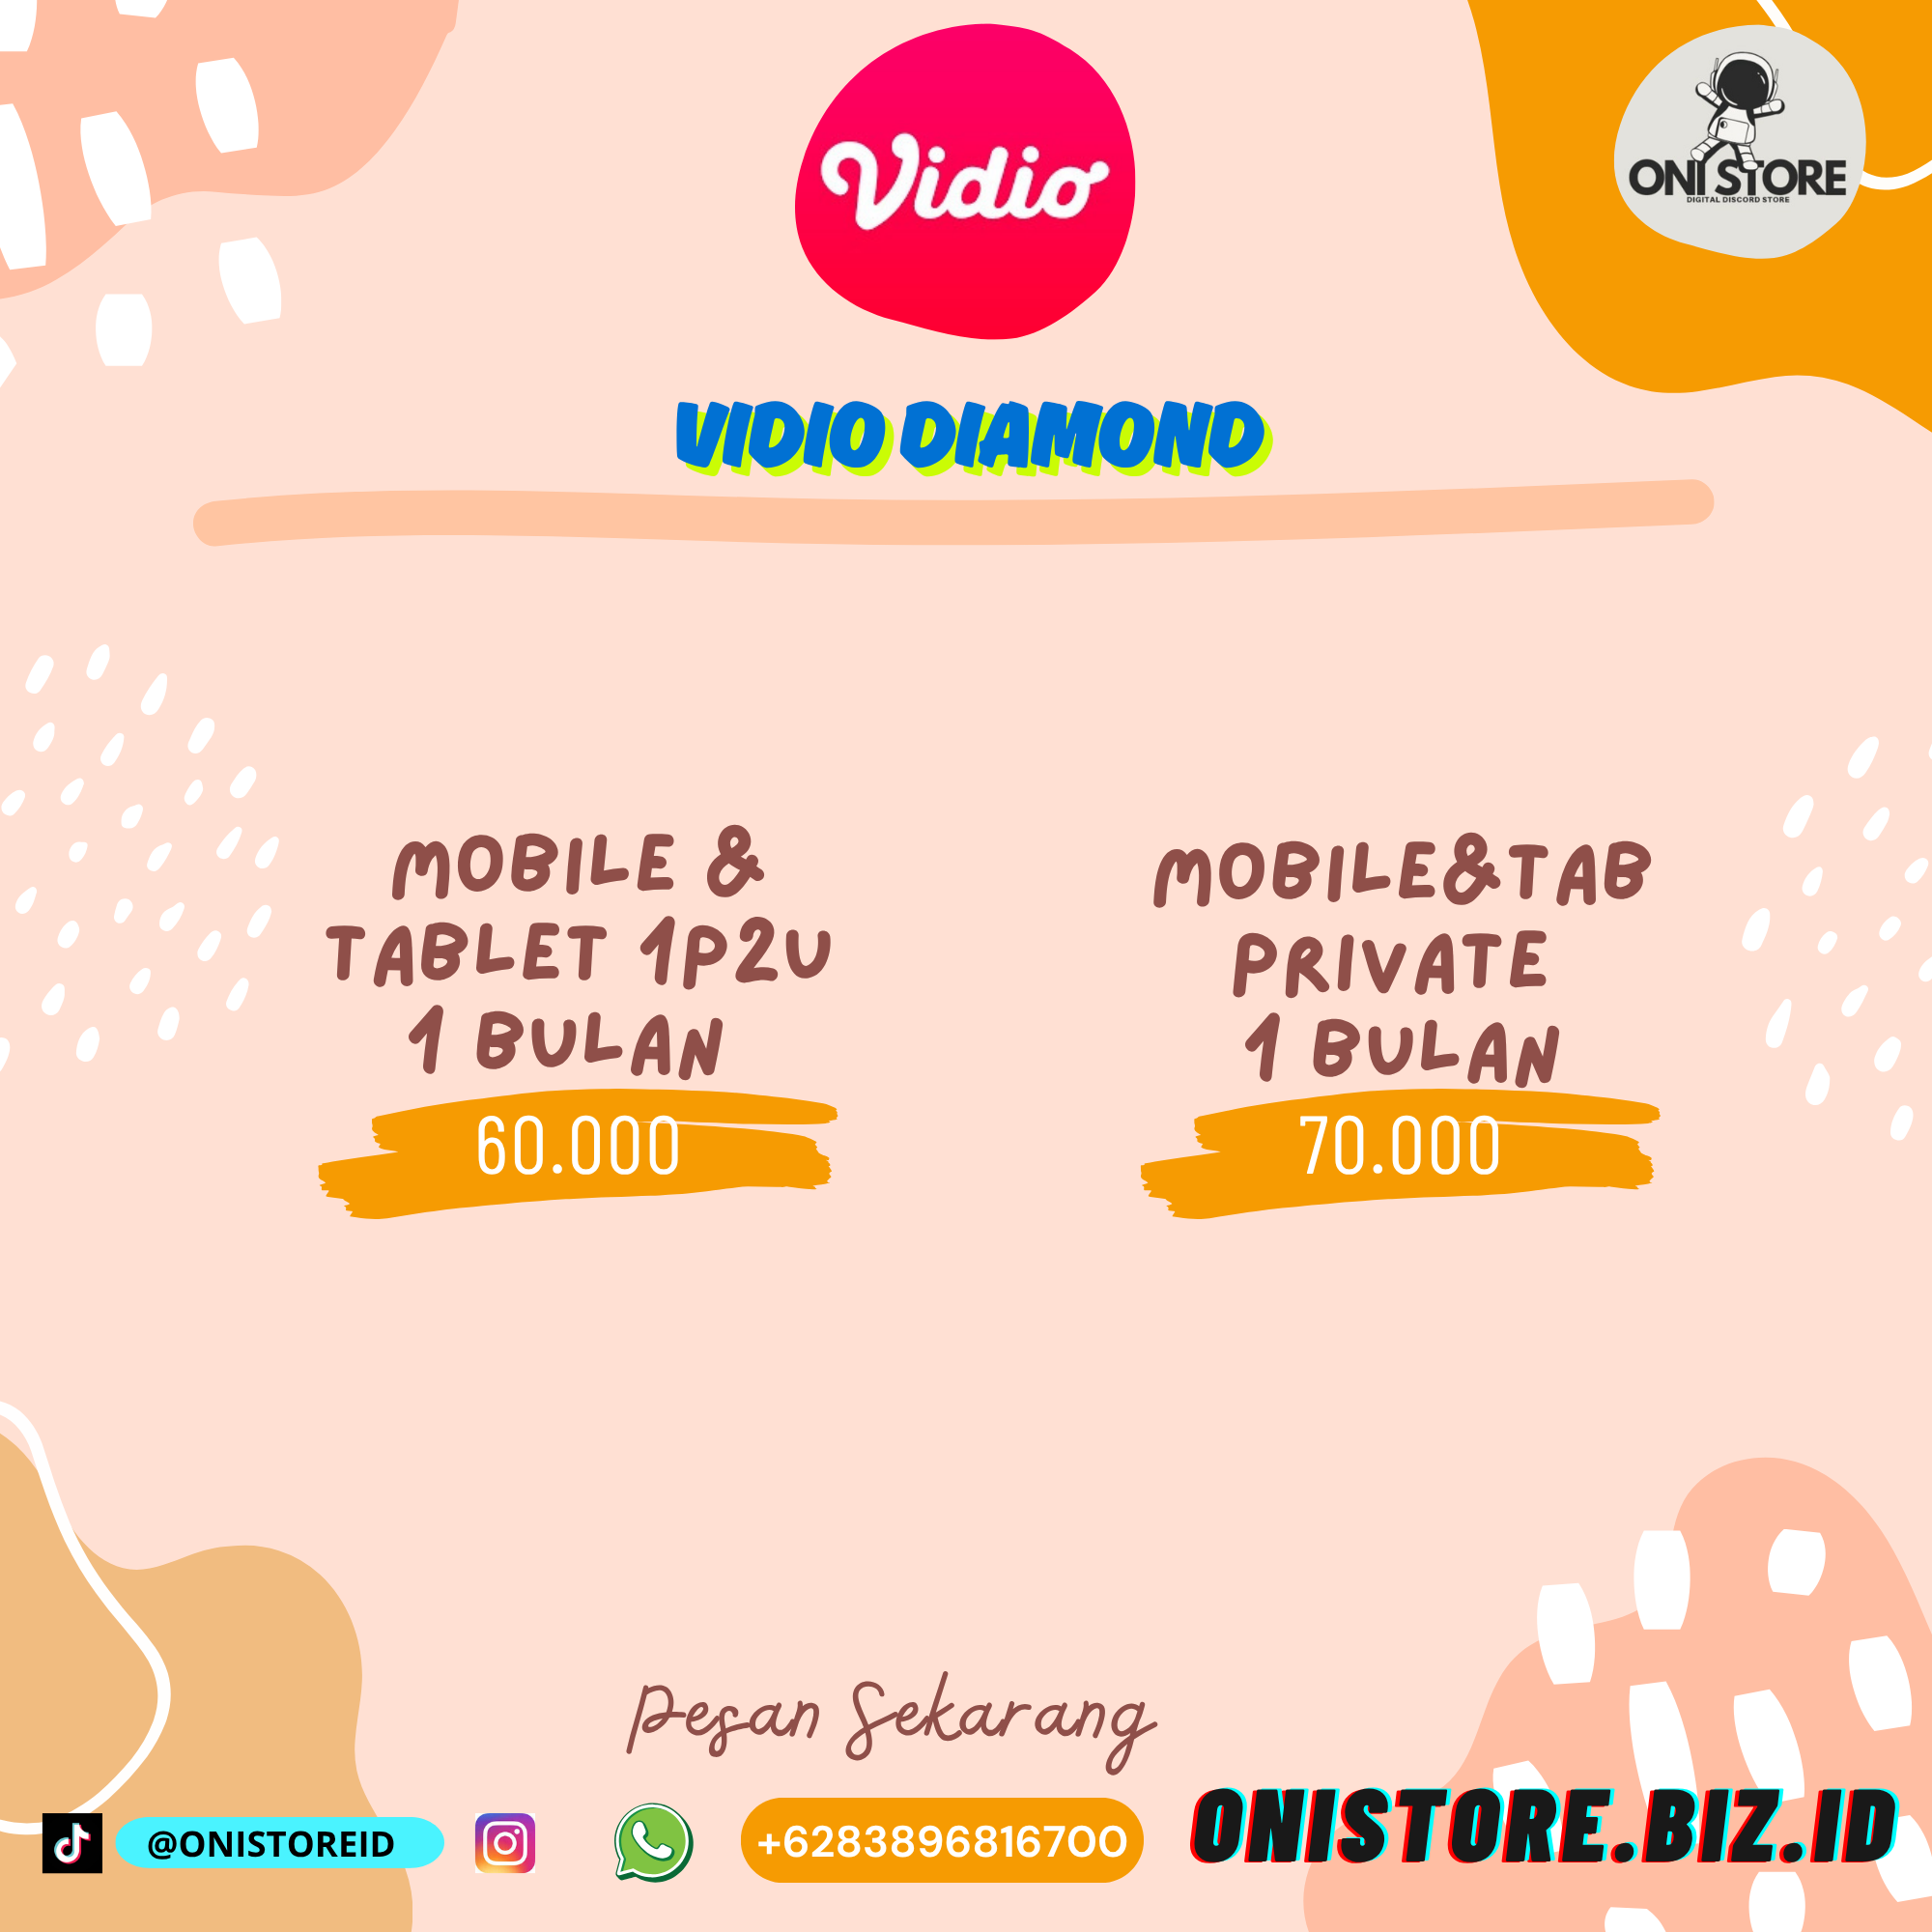 Vidio
ONI STORE
DIGITAL DISCORD STORE
VIDIO DIAMOND
MOBILE &
TABLET 1P2U
1 BULAN
60.000
MOBILE&TAB
PRIVATE
1 BULAN
70.000
Pesan Sekarang
@ONISTOREID
+6283896816700
ONISTORE.BIZ.ID